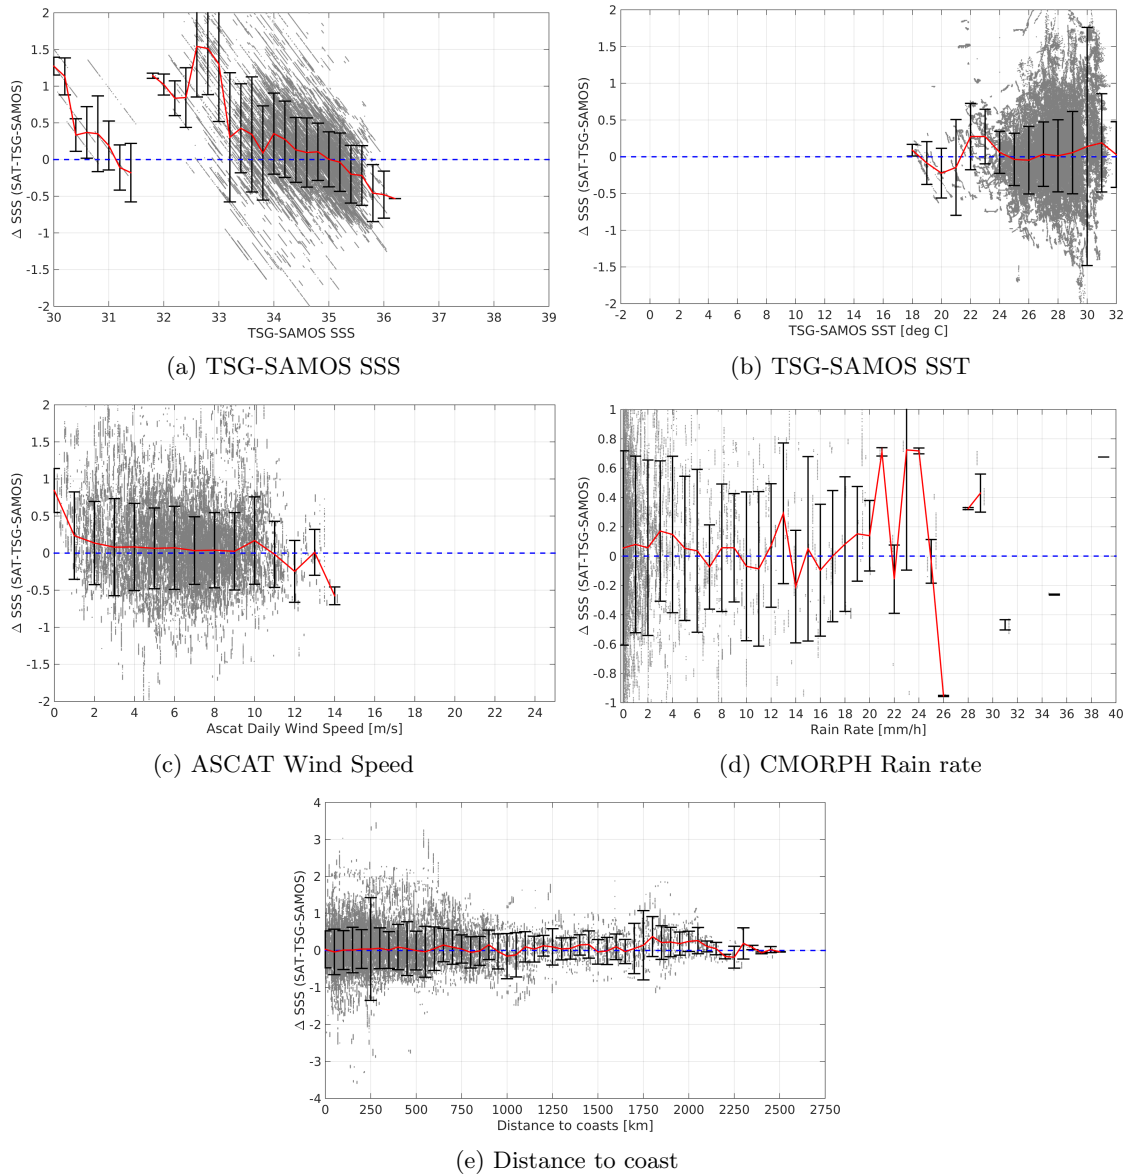 2
1.5
1
0.5
0
-0.5
-1
-1.5
-2
Δ SSS (SAT-TSG-SAMOS)
30 31 32 33 34 35 36 37 38 39
TSG-SAMOS SSS
(a) TSG-SAMOS SSS
2
1.5
1
0.5
0
-0.5
-1
-1.5
-2
Δ SSS (SAT-TSG-SAMOS)
-2 0 2 4 6 8 10 12 14 16 18 20 22 24 26 28 30 32
TSG-SAMOS SST [deg C]
(b) TSG-SAMOS SST
2
1.5
1
0.5
0
-0.5
-1
-1.5
-2
Δ SSS (SAT-TSG-SAMOS)
0 2 4 6 8 10 12 14 16 18 20 22 24
Ascat Daily Wind Speed [m/s]
(c) ASCAT Wind Speed
1
0.8
0.6
0.4
0.2
0
-0.2
-0.4
-0.6
-0.8
-1
Δ SSS (SAT-TSG-SAMOS)
0 2 4 6 8 10 12 14 16 18 20 22 24 26 28 30 32 34 36 38 40
Rain Rate [mm/h]
(d) CMORPH Rain rate
4
3
2
1
0
-1
-2
-3
-4
Δ SSS (SAT-TSG-SAMOS)
0 250 500 750 1000 1250 1500 1750 2000 2250 2500 2750
Distance to coasts [km]
(e) Distance to coast